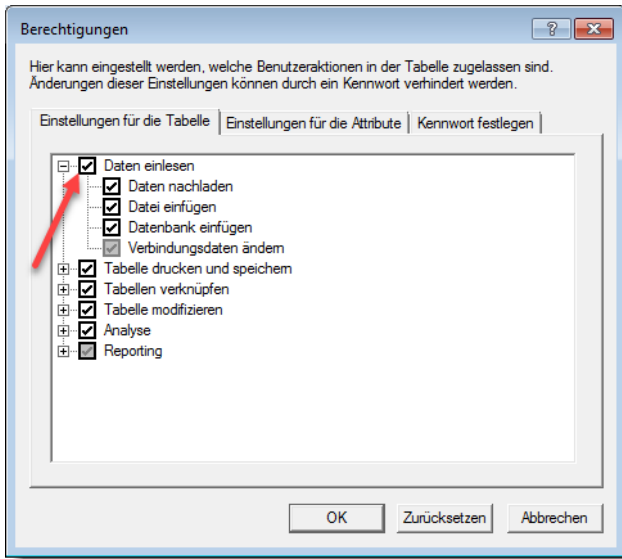 Berechtigungen
Hier kann eingestellt werden, welche Benutzeraktionen in der Tabelle zugelassen sind.
Änderungen dieser Einstellungen können durch ein Kennwort verhindert werden.
Einstellungen für die Tabelle Einstellungen für die Attribute Kennwort festlegen
Daten einlesen
Daten nachladen
Datei einfügen
Datenbank einfügen
Verbindungsdaten ändern
Tabelle drucken und speichern
Tabellen verknüpfen
Tabelle modifizieren
Analyse
Reporting
OK Zurücksetzen Abbrechen